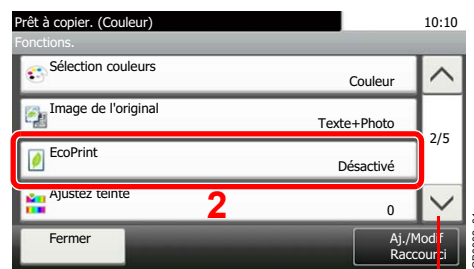 Prêt à copier. (Couleur) 10:10
Fonctions.
Sélection couleurs
Couleur
Image de l'original
Texte+Photo
2/5
EcoPrint
Désactivé
Ajustez teinte
2
0
Fermer
Aj./Modif
Raccourci